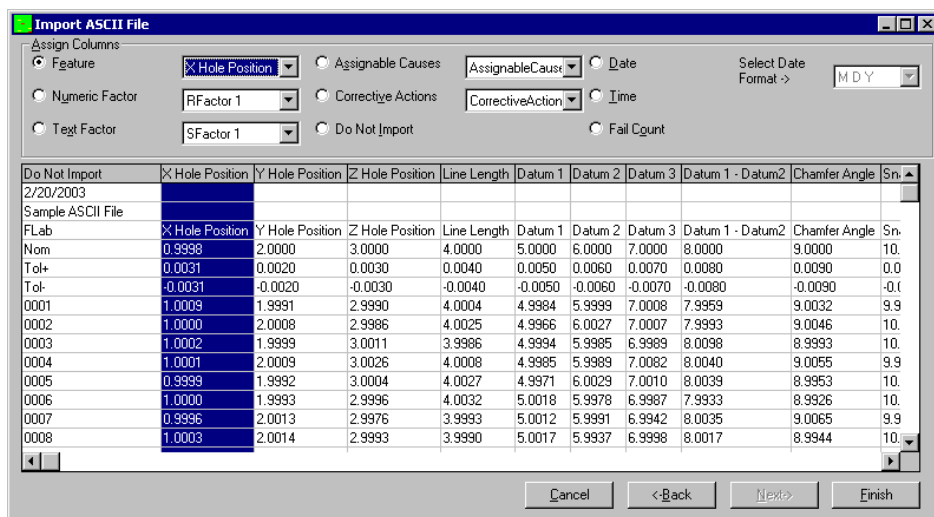 Import ASCII File
Assign Columns
Feature X Hole Position Assignable Causes AssignableCause Date Select Date Format -> M D Y
Numeric Factor RFactor 1 Corrective Actions CorrectiveAction Time
Text Factor SFactor 1 Do Not Import Fail Count
Do Not Import X Hole Position Y Hole Position Z Hole Position Line Length Datum 1 Datum 2 Datum 3 Datum 1 - Datum2 Chamfer Angle
2/20/2003
Sample ASCII File
FLab X Hole Position Y Hole Position Z Hole Position Line Length Datum 1 Datum 2 Datum 3 Datum 1 - Datum2 Chamfer Angle
Nom 0.9998 2.0000 3.0000 4.0000 5.0000 6.0000 7.0000 8.0000 9.0000 10.
Tol+ 0.0031 0.0020 0.0030 0.0040 0.0050 0.0060 0.0070 0.0080 0.0090 0.0
Tol- -0.0031 -0.0020 -0.0030 -0.0040 -0.0050 -0.0060 -0.0070 -0.0080 -0.0090
0001 1.0009 1.9991 2.9990 4.0004 4.9984 5.9999 7.0008 7.9959 9.0032 9.9
0002 1.0000 2.0008 2.9986 4.0025 4.9966 6.0027 7.0007 7.9993 9.0046 10.
0003 1.0002 1.9999 3.0011 3.9986 4.9994 5.9985 6.9989 8.0098 8.9993 10.
0004 1.0001 2.0009 3.0026 4.0008 4.9985 5.9989 7.0082 8.0040 9.0055 9.9
0005 0.9999 1.9992 3.0004 4.0027 4.9971 6.0029 7.0010 8.0039 8.9953 10.
0006 1.0000 1.9993 2.9996 4.0032 5.0018 5.9978 6.9987 7.9933 8.9926 10.
0007 0.9996 2.0013 2.9976 3.9993 5.0012 5.9991 6.9942 8.0035 9.0065 9.9
0008 1.0003 2.0014 2.9993 3.9990 5.0017 5.9937 6.9998 8.0017 8.9944 10.
Cancel <-Back Next-> Finish